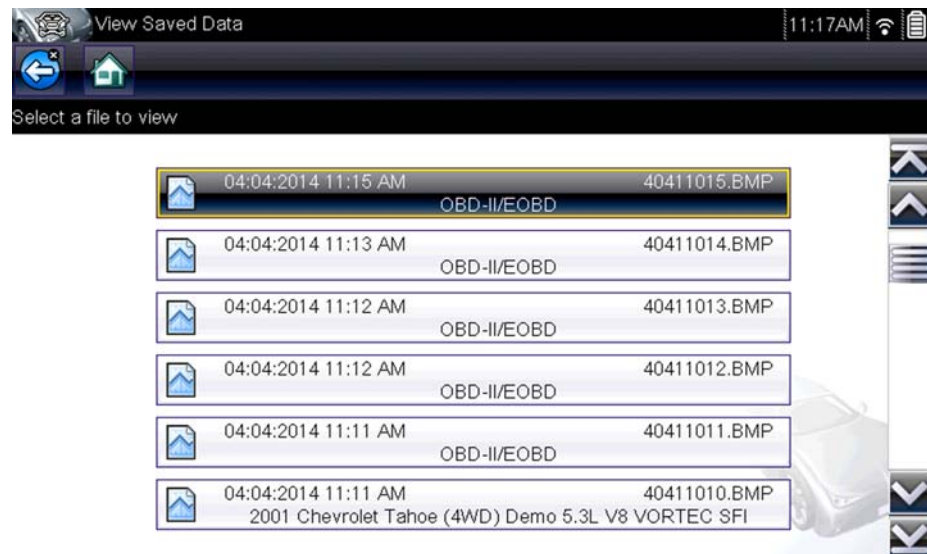 View Saved Data 11:17AM
Select a file to view
04:04:2014 11:15 AM 40411015.BMP
OBD-II/EOBD
04:04:2014 11:13 AM 40411014.BMP
OBD-II/EOBD
04:04:2014 11:12 AM 40411013.BMP
OBD-II/EOBD
04:04:2014 11:12 AM 40411012.BMP
OBD-II/EOBD
04:04:2014 11:11 AM 40411011.BMP
OBD-II/EOBD
04:04:2014 11:11 AM 40411010.BMP
2001 Chevrolet Tahoe (4WD) Demo 5.3L V8 VORTEC SFI